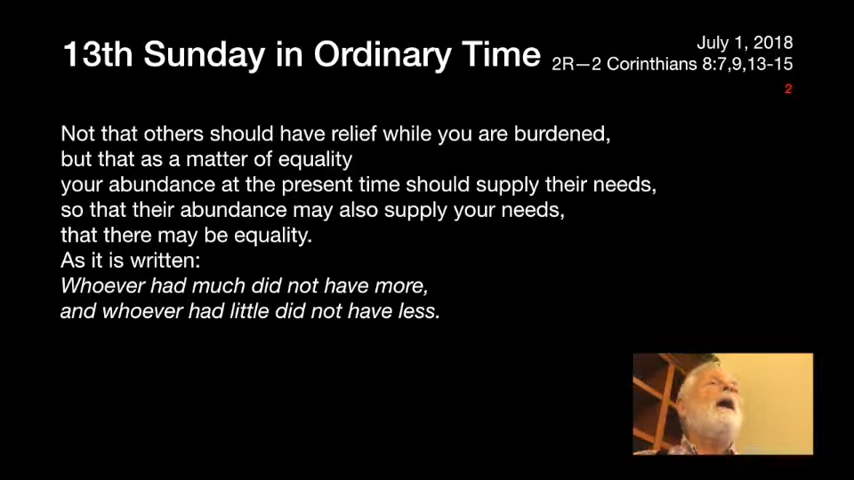 13th Sunday in Ordinary Time
July 1, 2018
2R—2 Corinthians 8:7,9,13-15
2
Not that others should have relief while you are burdened,
but that as a matter of equality
your abundance at the present time should supply their needs,
so that their abundance may also supply your needs,
that there may be equality.
As it is written:
Whoever had much did not have more,
and whoever had little did not have less.